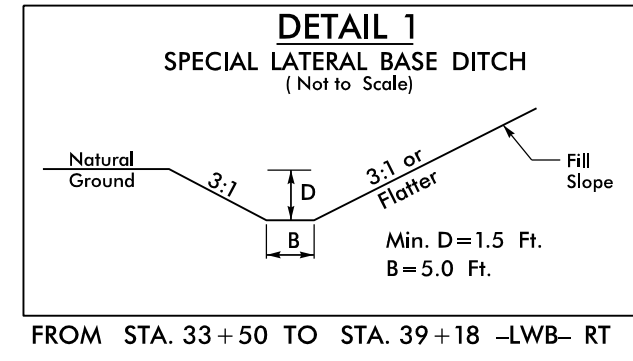 DETAIL 1
SPECIAL LATERAL BASE DITCH
( Not to Scale)
Natural
Ground
3:1
D
B
3:1 or
Flatter
Fill
Slope
Min. D=1.5 Ft.
B=5.0 Ft.
FROM STA. 33+50 TO STA. 39+18 –LWB– RT